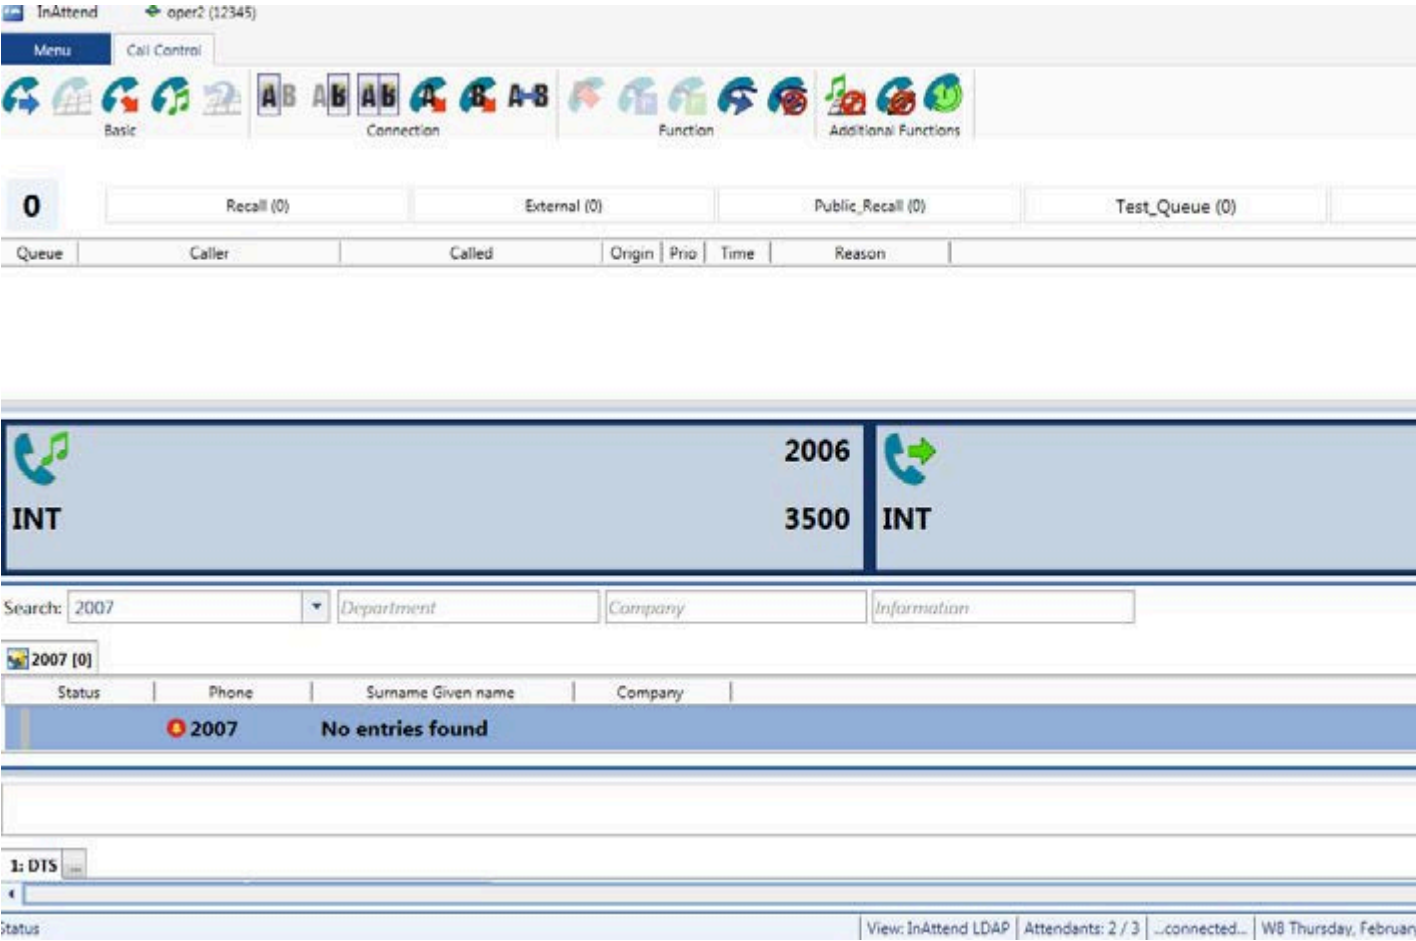 InAttend oper2 (12345)
Menu Call Control
A B A B A B A B A-B
Basic Connection Function Additional Functions
0 Recall (0) External (0) Public_Recall (0) Test_Queue (0)
Queue Caller Called Origin Prio Time Reason
2006
INT 3500 INT
Search: 2007 Department Company Information
2007 [0]
Status Phone Surname Given name Company
2007 No entries found
1: DTS ...
Status View: InAttend LDAP Attendants: 2 / 3 ...connected... W8 Thursday, Februar